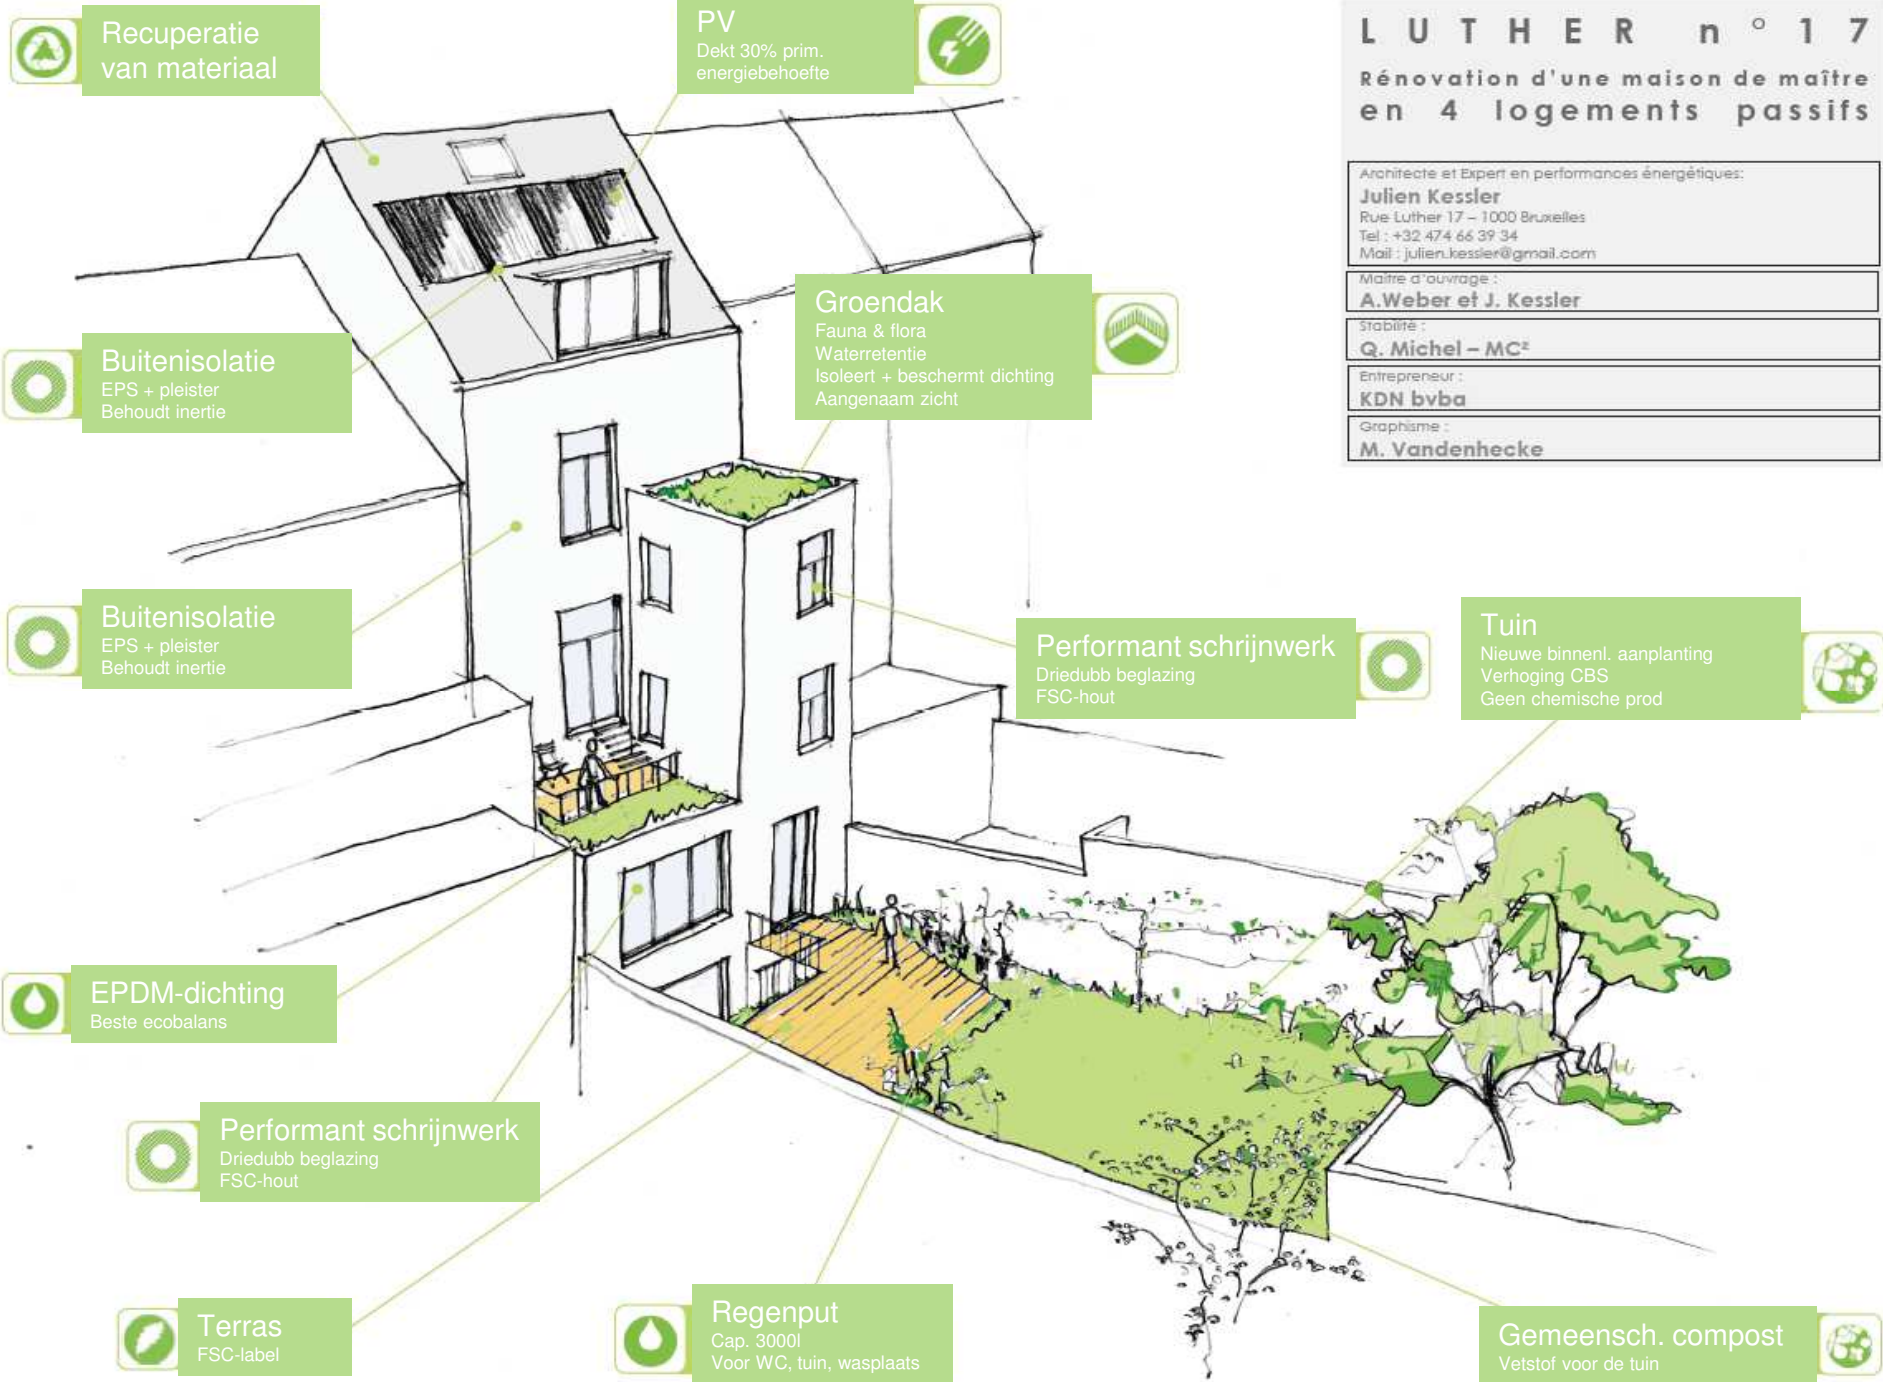 Recuperatie
van materiaal
PV
Dekt 30% prim.
energiebehoefte
LUTHER n°17
Rénovation d'une maison de maître
en 4 logements passifs
Architecte et Expert en performances énergétiques:
Julien Kessler
Rue Luther 17 – 1000 Bruxelles
Tel : +32 474 66 39 34
Mail : julien.kessler@gmail.com
Maître d'ouvrage :
A.Weber et J. Kessler
Stabilité :
Q. Michel – MC²
Entrepreneur :
KDN bvba
Graphisme :
M. Vandenhecke
Groendak
Fauna & flora
Waterretentie
Isoleert + beschermt dichting
Aangenaam zicht
Buitenisolatie
EPS + pleister
Behoudt inertie
Buitenisolatie
EPS + pleister
Behoudt inertie
Performant schrijnwerk
Driedubb beglazing
FSC-hout
Tuin
Nieuwe binnenl. aanplanting
Verhoging CBS
Geen chemische prod
EPDM-dichting
Beste ecobalans
Performant schrijnwerk
Driedubb beglazing
FSC-hout
Terras
FSC-label
Regenput
Cap. 3000l
Voor WC, tuin, wasplaats
Gemeensch. compost
Vetstof voor de tuin